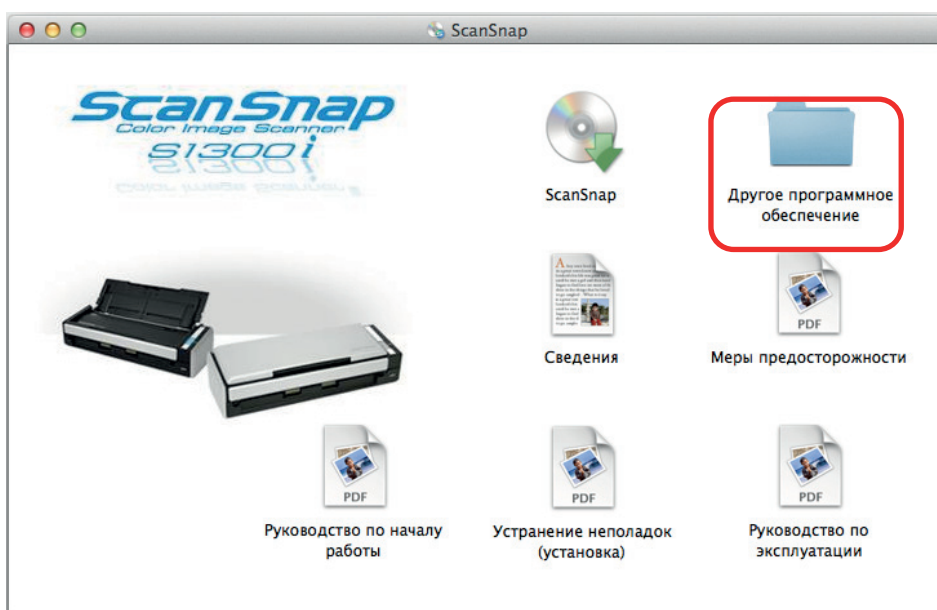 ScanSnap
ScanSnap
Color Image Scanner
S1300i
ScanSnap
Другое программное
обеспечение
PDF
Сведения
Меры предосторожности
PDF
PDF
PDF
Руководство по началу
работы
Устранение неполадок
(установка)
Руководство по
эксплуатации